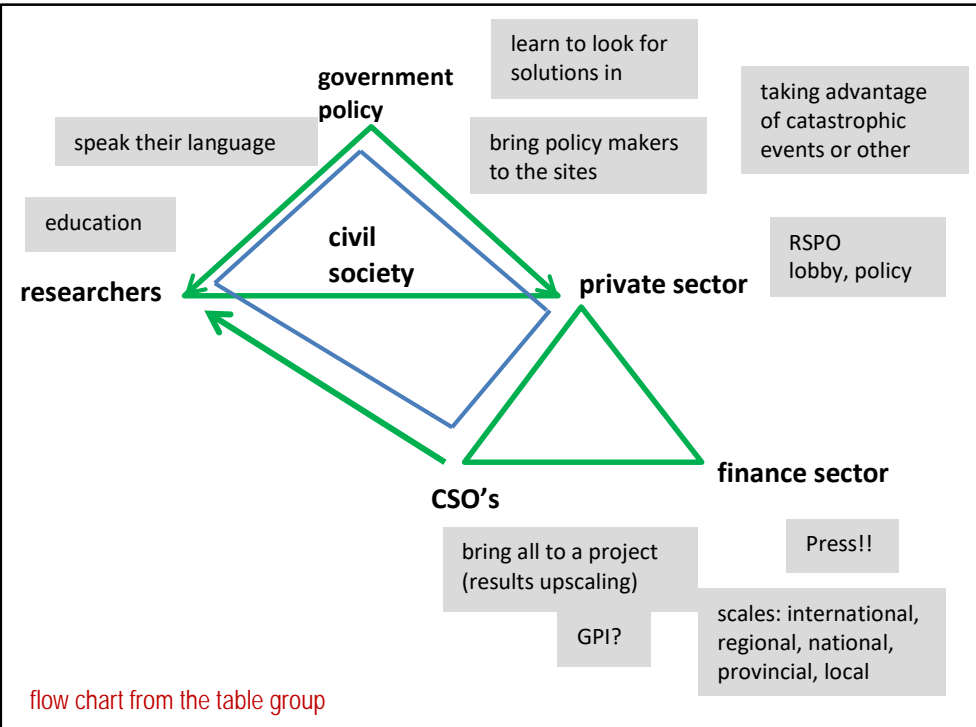 learn to look for
solutions in
government
policy
taking advantage
of catastrophic
events or other
speak their language
bring policy makers
to the sites
education
civil
society
RSPO
lobby, policy
researchers
private sector
finance sector
CSO's
bring all to a project
(results upscaling)
Press!!
GPI?
scales: international,
regional, national,
provincial, local
flow chart from the table group